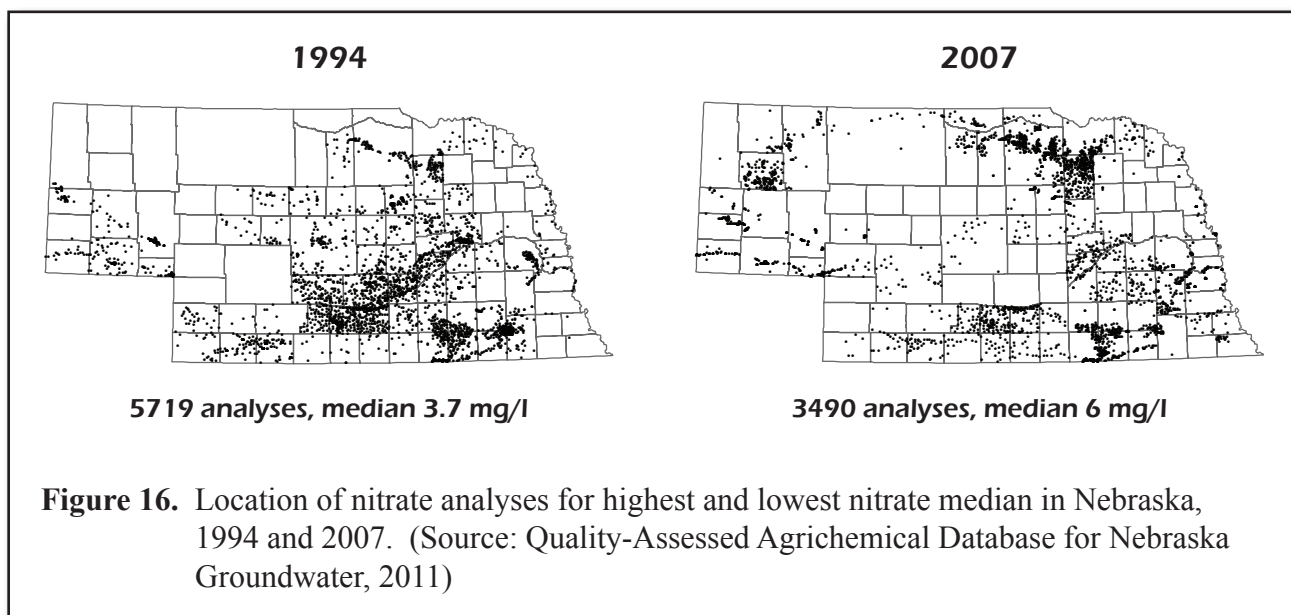 1994
2007
5719 analyses, median 3.7 mg/l
3490 analyses, median 6 mg/l
Figure 16. Location of nitrate analyses for highest and lowest nitrate median in Nebraska,
1994 and 2007. (Source: Quality-Assessed Agrichemical Database for Nebraska
Groundwater, 2011)